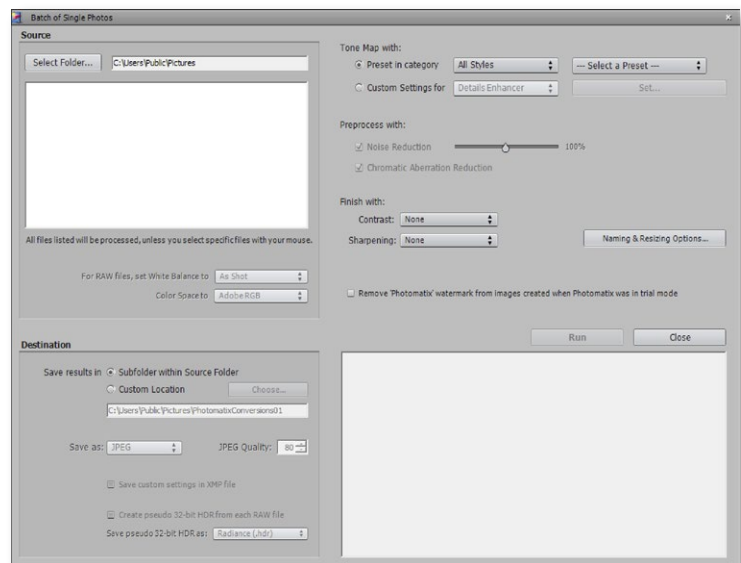 Batch of Single Photos
Source
Select Folder... C:\Users\Public\Pictures
All files listed will be processed, unless you select specific files with your mouse.
For RAW files, set White Balance to As Shot
Color Space to Adobe RGB
Destination
Save results in Subfolder within Source Folder
Custom Location Choose...
C:\Users\Public\Pictures\PhotomatixConversions01
Save as: JPEG JPEG Quality: 80
Save custom settings in XMP file
Create pseudo 32-bit HDR from each RAW file
Save pseudo 32-bit HDR as: Radiance (.hdr)
Tone Map with:
Preset in category All Styles --- Select a Preset ---
Custom Settings for Details Enhancer Set...
Preprocess with:
Noise Reduction 100%
Chromatic Aberration Reduction
Finish with:
Contrast: None
Sharpening: None Naming & Resizing Options...
Remove 'Photomatix' watermark from images created when Photomatix was in trial mode
Run Close